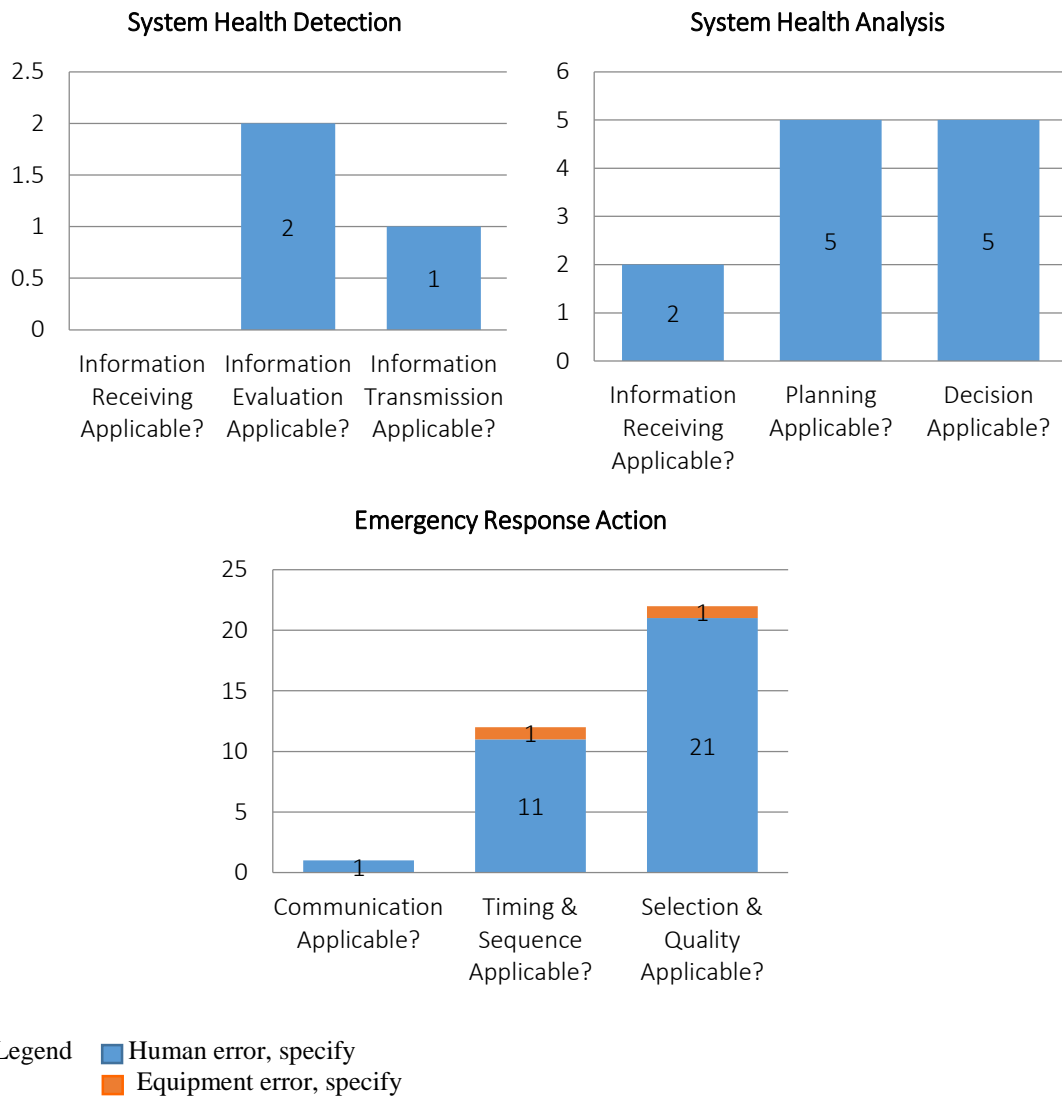 System Health Detection
2.5
2
1.5
1
0.5
0
2
1
Information Receiving Applicable?
Information Evaluation Applicable?
Information Transmission Applicable?
System Health Analysis
6
5
4
3
2
1
0
2
5
5
Information Receiving Applicable?
Planning Applicable?
Decision Applicable?
Emergency Response Action
25
20
15
10
5
0
1
11
1
21
1
Communication Applicable?
Timing & Sequence Applicable?
Selection & Quality Applicable?
Legend
Human error, specify
Equipment error, specify